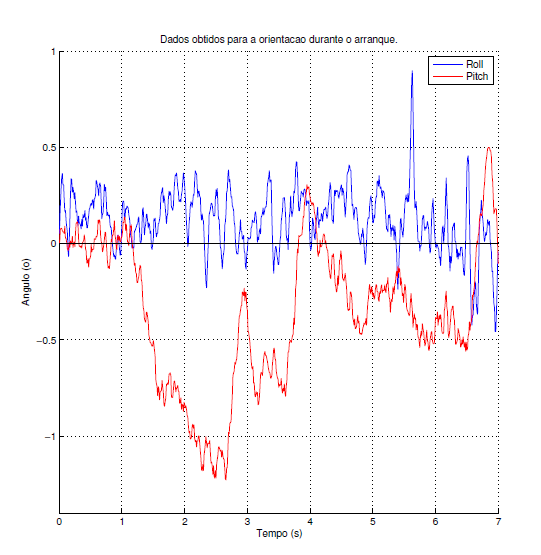 Dados obtidos para a orientacao durante o arranque.
Roll
Pitch
1
0.5
0
−0.5
−1
Angulo (o)
0 1 2 3 4 5 6 7
Tempo (s)